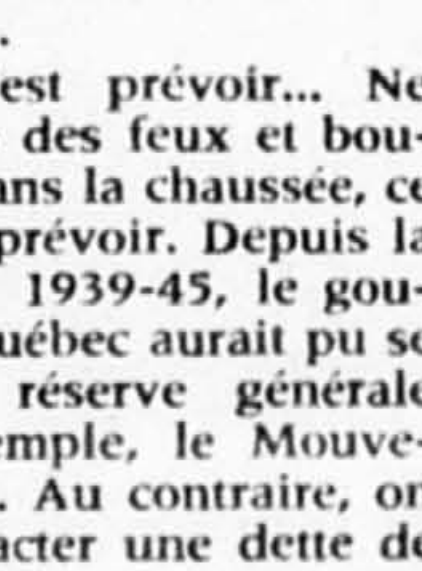 .
est prévoir... Ne
des feux et bou-
ans la chaussée, ce
prévoir. Depuis la
1939-45, le gou-
uébec aurait pu se
réserve générale
emple, le Mouve-
. Au contraire, on
acter une dette de